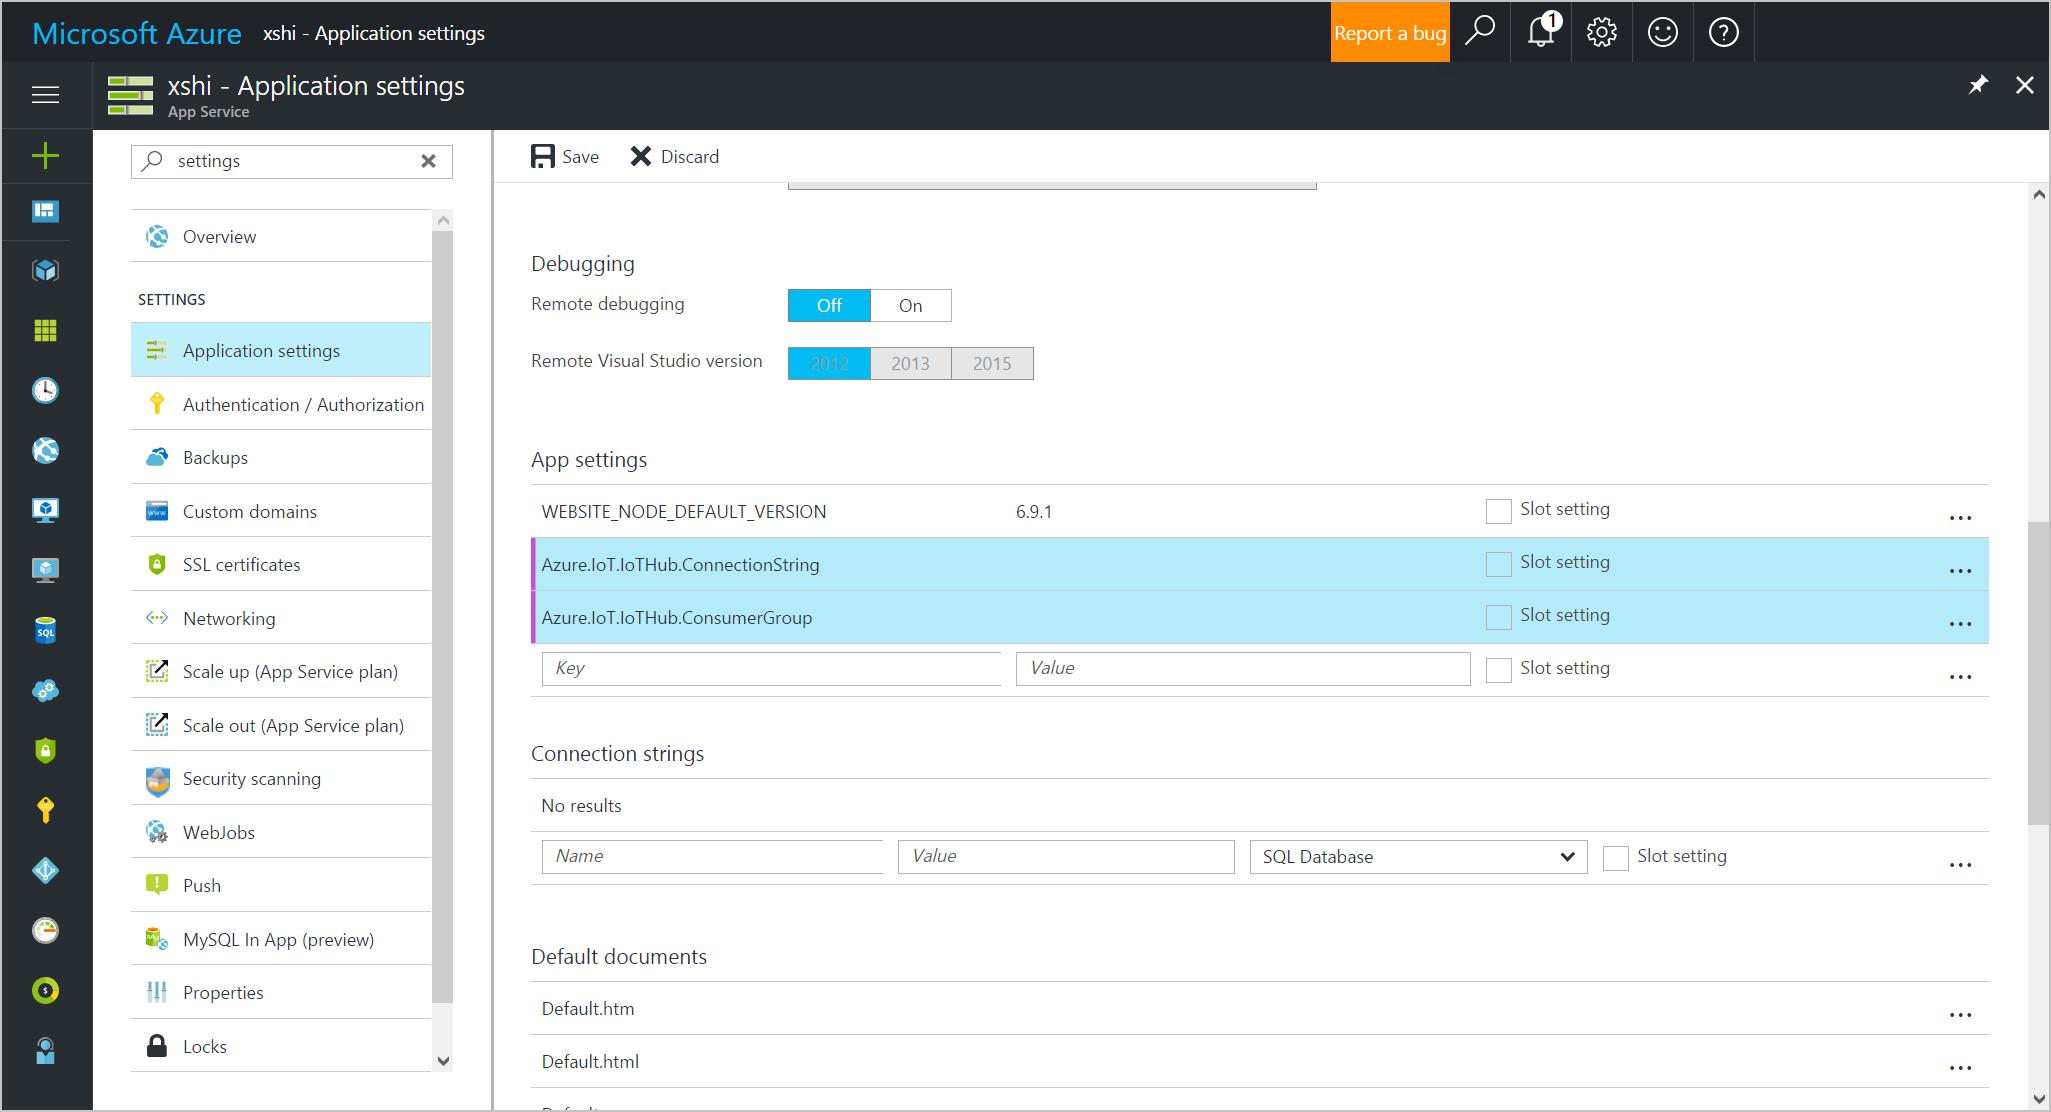 Microsoft Azure xshi - Application settings Report a bug 1
xshi - Application settings
App Service
settings
Save Discard
Overview
SETTINGS
Application settings
Authentication / Authorization
Backups
Custom domains
SSL certificates
Networking
Scale up (App Service plan)
Scale out (App Service plan)
Security scanning
WebJobs
Push
MySQL In App (preview)
Properties
Locks
SQL
www
Debugging
Remote debugging Off On
Remote Visual Studio version 2012 2013 2015
App settings
WEBSITE_NODE_DEFAULT_VERSION 6.9.1 Slot setting ...
Azure.IoT.IoTHub.ConnectionString Slot setting ...
Azure.IoT.IoTHub.ConsumerGroup Slot setting ...
Key Value Slot setting ...
Connection strings
No results
Name Value SQL Database Slot setting ...
Default documents
Default.htm ...
Default.html ...